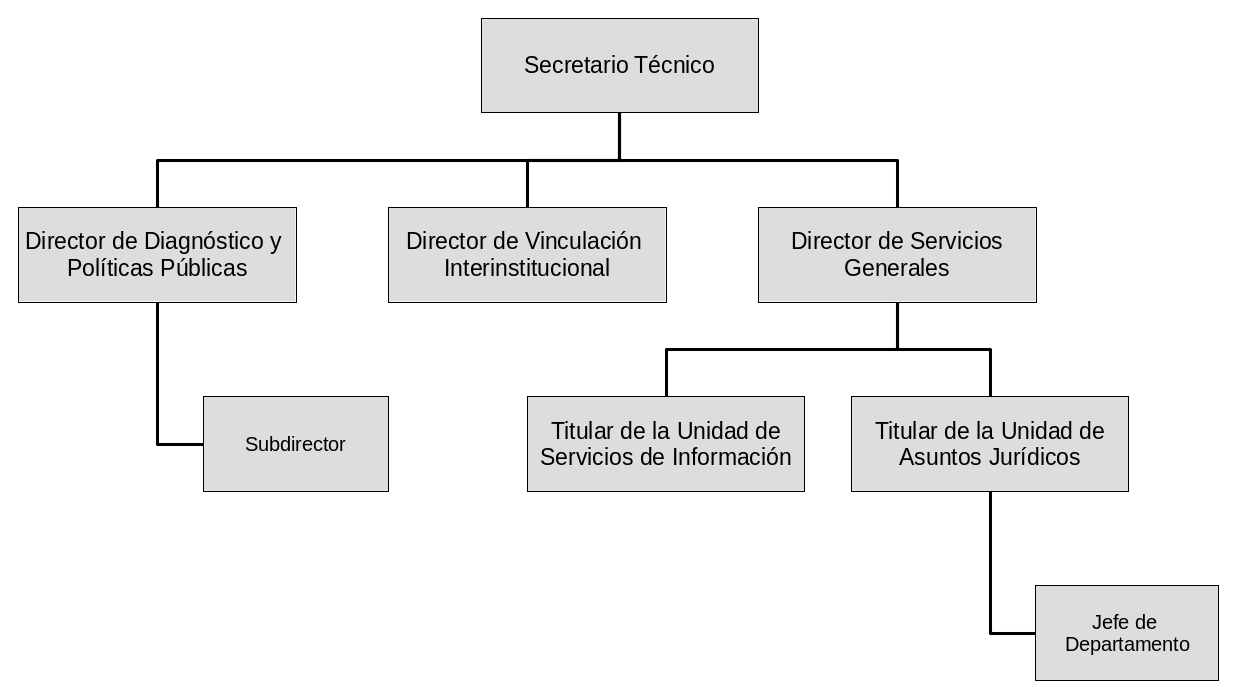 Secretario Técnico
Director de Diagnóstico y
Políticas Públicas
Director de Vinculación
Interinstitucional
Director de Servicios
Generales
Subdirector
Titular de la Unidad de
Servicios de Información
Titular de la Unidad de
Asuntos Jurídicos
Jefe de
Departamento